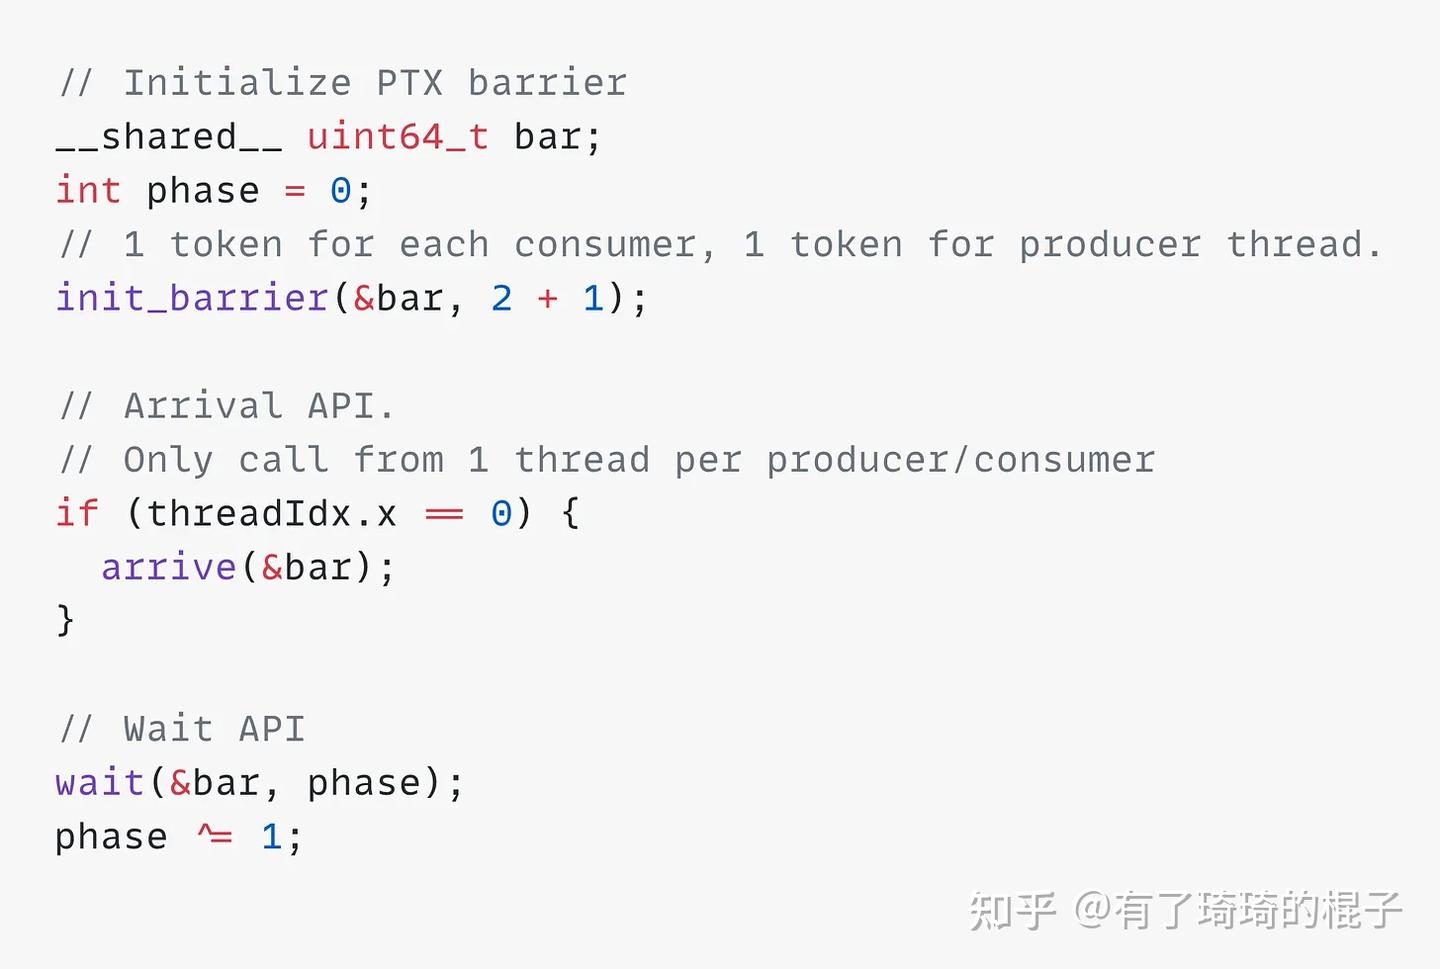 // Initialize PTX barrier
__shared__ uint64_t bar;
int phase = 0;
// 1 token for each consumer, 1 token for producer thread.
init_barrier(&bar, 2 + 1);
// Arrival API.
// Only call from 1 thread per producer/consumer
if (threadIdx.x == 0) {
  arrive(&bar);
}
// Wait API
wait(&bar, phase);
phase ^= 1;
知乎 @有了琦琦的棍子